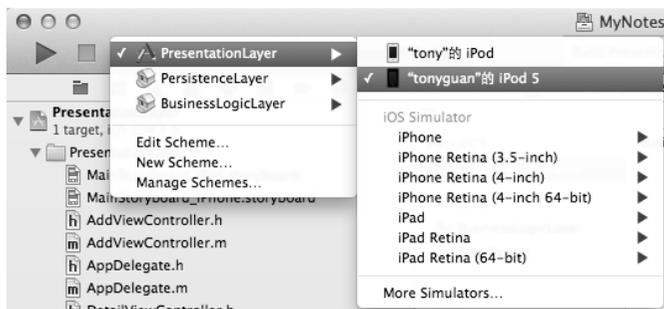 MyNotes
PresentationLayer
PersistenceLayer
BusinessLogicLayer
Edit Scheme...
New Scheme...
Manage Schemes...
“tony”的 iPod
“tonyguan”的 iPod 5
iOS Simulator
iPhone
iPhone Retina (3.5-inch)
iPhone Retina (4-inch)
iPhone Retina (4-inch 64-bit)
iPad
iPad Retina
iPad Retina (64-bit)
More Simulators...
Presenta
1 target,
Presen
MainStoryboard_iPhone.storyboard
h AddViewController.h
m AddViewController.m
h AppDelegate.h
m AppDelegate.m
DetailViewController.h